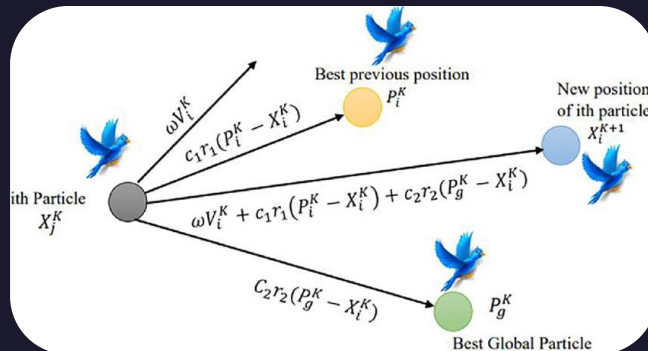 Best previous position
P_i^K
New position
of ith particle
X_i^{K+1}
ωV_i^K
c_1r_1(P_i^K − X_i^K)
ith Particle
X_j^K
ωV_i^K + c_1r_1(P_i^K − X_i^K) + c_2r_2(P_g^K − X_i^K)
C_2r_2(P_g^K − X_i^K)
P_g^K
Best Global Particle